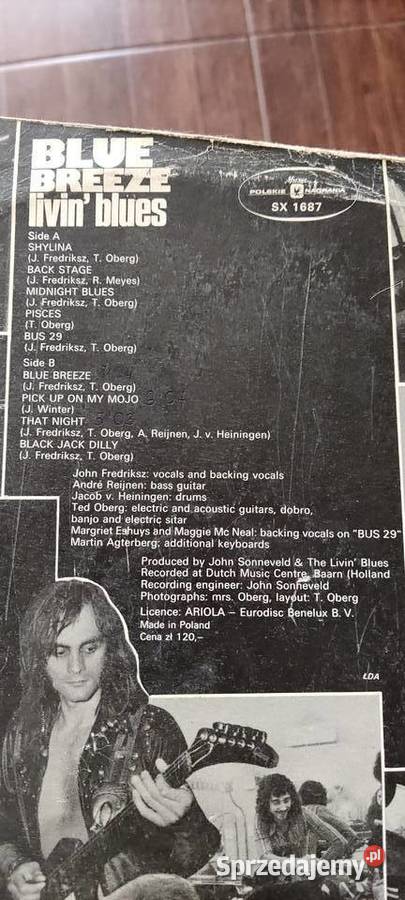 BLUE
BREEZE
livin' blues
Muza
POLSKIE NAGRANIA
SX 1687
Side A
SHYLINA
(J. Fredriksz, T. Oberg)
BACK STAGE
(J. Fredriksz, R. Meyes)
MIDNIGHT BLUES
(J. Fredriksz, T. Oberg)
PISCES
(T. Oberg)
BUS 29
(J. Fredriksz, T. Oberg)
Side B
BLUE BREEZE
(J. Fredriksz, T. Oberg)
PICK UP ON MY MOJO
(J. Winter)
THAT NIGHT
(J. Fredriksz, T. Oberg, A. Reijnen, J. v. Heiningen)
BLACK JACK DILLY
(J. Fredriksz, T. Oberg)
John Fredriksz: vocals and backing vocals
André Reijnen: bass guitar
Jacob v. Heiningen: drums
Ted Oberg: electric and acoustic guitars, dobro,
banjo and electric sitar
Margriet Eshuys and Maggie Mc Neal: backing vocals on "BUS 29"
Martin Agterberg: additional keyboards
Produced by John Sonneveld & The Livin' Blues
Recorded at Dutch Music Centre, Baarn (Holland
Recording engineer: John Sonneveld
Photographs: mrs. Oberg, layout: T. Oberg
Licence: ARIOLA – Eurodisc Benelux B. V.
Made in Poland
Cena zł 120,–
ŁDA
Sprzedajemy.pl